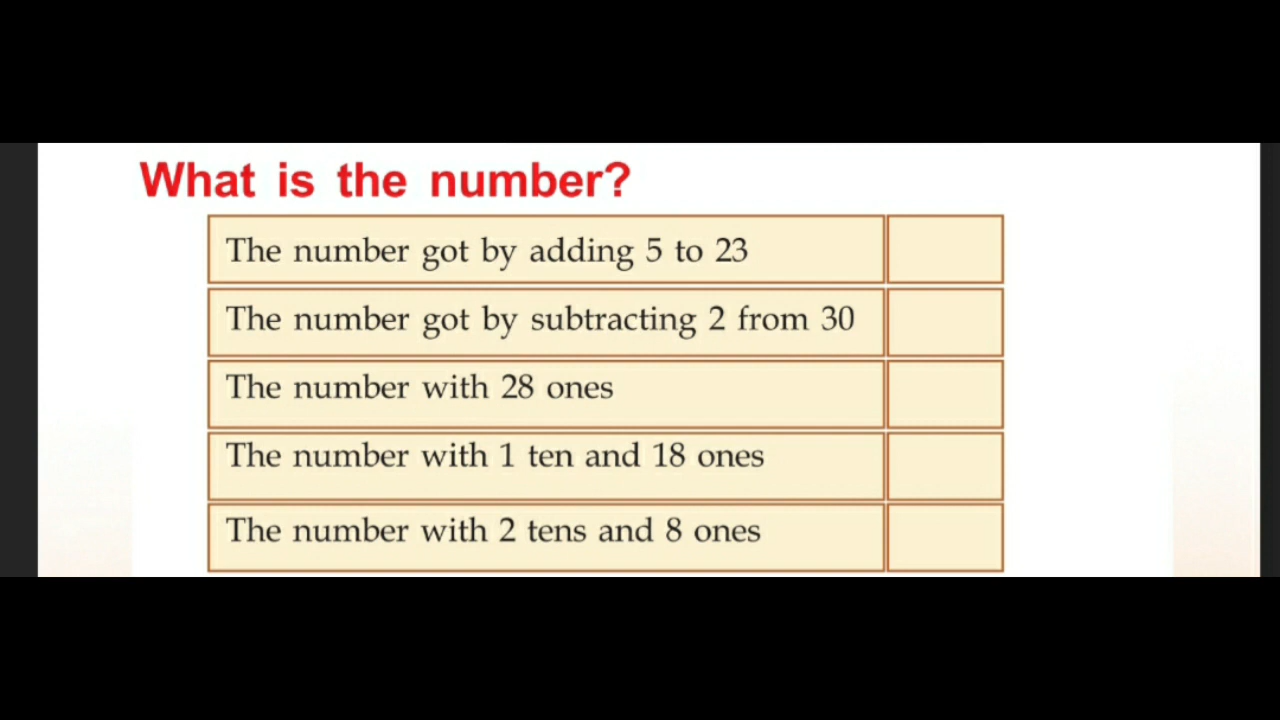 What is the number?
The number got by adding 5 to 23
The number got by subtracting 2 from 30
The number with 28 ones
The number with 1 ten and 18 ones
The number with 2 tens and 8 ones